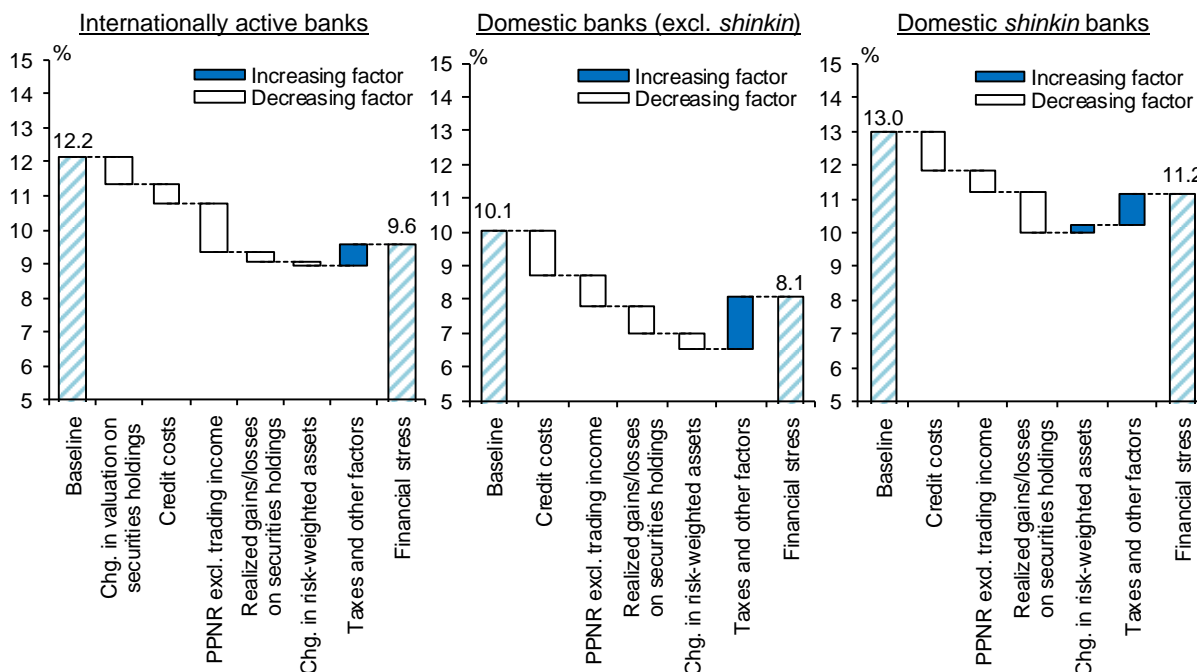 Internationally active banks
%
Increasing factor
Decreasing factor
15
14
13
12
11
10
9
8
7
6
5
12.2
9.6
Baseline
Chg. in valuation on
securities holdings
Credit costs
PPNR excl. trading income
Realized gains/losses
on securities holdings
Chg. in risk-weighted assets
Taxes and other factors
Financial stress
Domestic banks (excl. shinkin)
%
Increasing factor
Decreasing factor
15
14
13
12
11
10
9
8
7
6
5
10.1
8.1
Baseline
Credit costs
PPNR excl. trading income
Realized gains/losses
on securities holdings
Chg. in risk-weighted assets
Taxes and other factors
Financial stress
Domestic shinkin banks
%
Increasing factor
Decreasing factor
15
14
13
12
11
10
9
8
7
6
5
13.0
11.2
Baseline
Credit costs
PPNR excl. trading income
Realized gains/losses
on securities holdings
Chg. in risk-weighted assets
Taxes and other factors
Financial stress